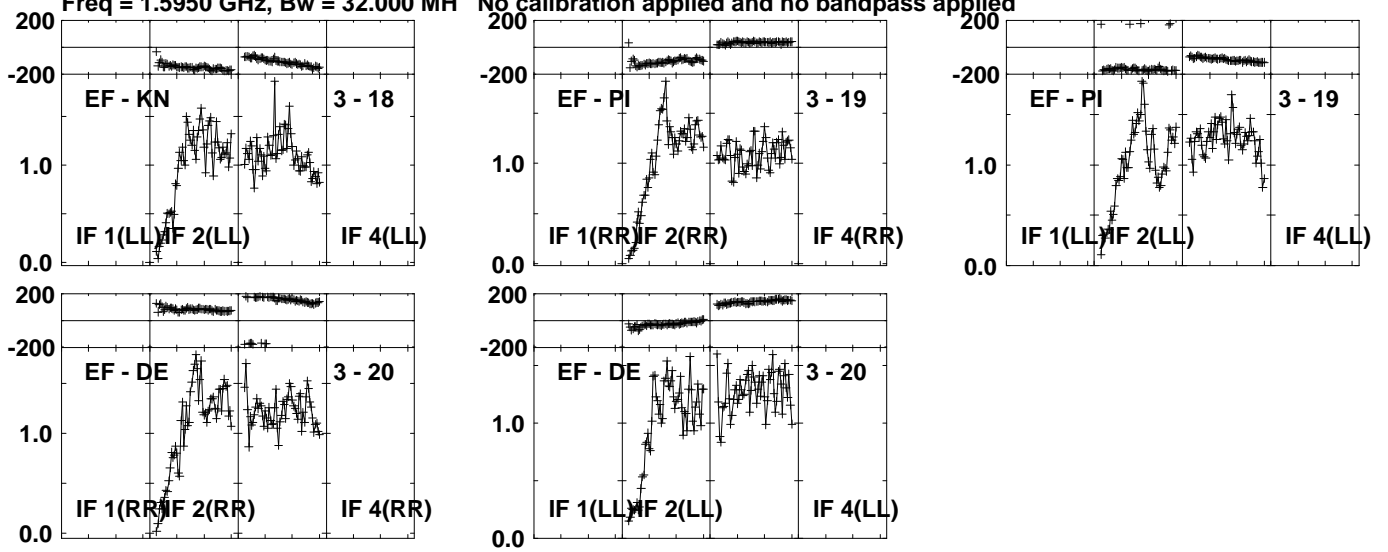 Freq = 1.5950 GHz, Bw = 32.000 MH No calibration applied and no bandpass applied
200
-200
EF - KN 3 - 18
1.0
IF 1(LL) IF 2(LL) IF 4(LL)
0.0
200
-200
EF - PI 3 - 19
1.0
IF 1(RR) IF 2(RR) IF 4(RR)
0.0
200
-200
EF - PI 3 - 19
1.0
IF 1(LL) IF 2(LL) IF 4(LL)
0.0
200
-200
EF - DE 3 - 20
1.0
IF 1(RR) IF 2(RR) IF 4(RR)
0.0
200
-200
EF - DE 3 - 20
1.0
IF 1(LL) IF 2(LL) IF 4(LL)
0.0